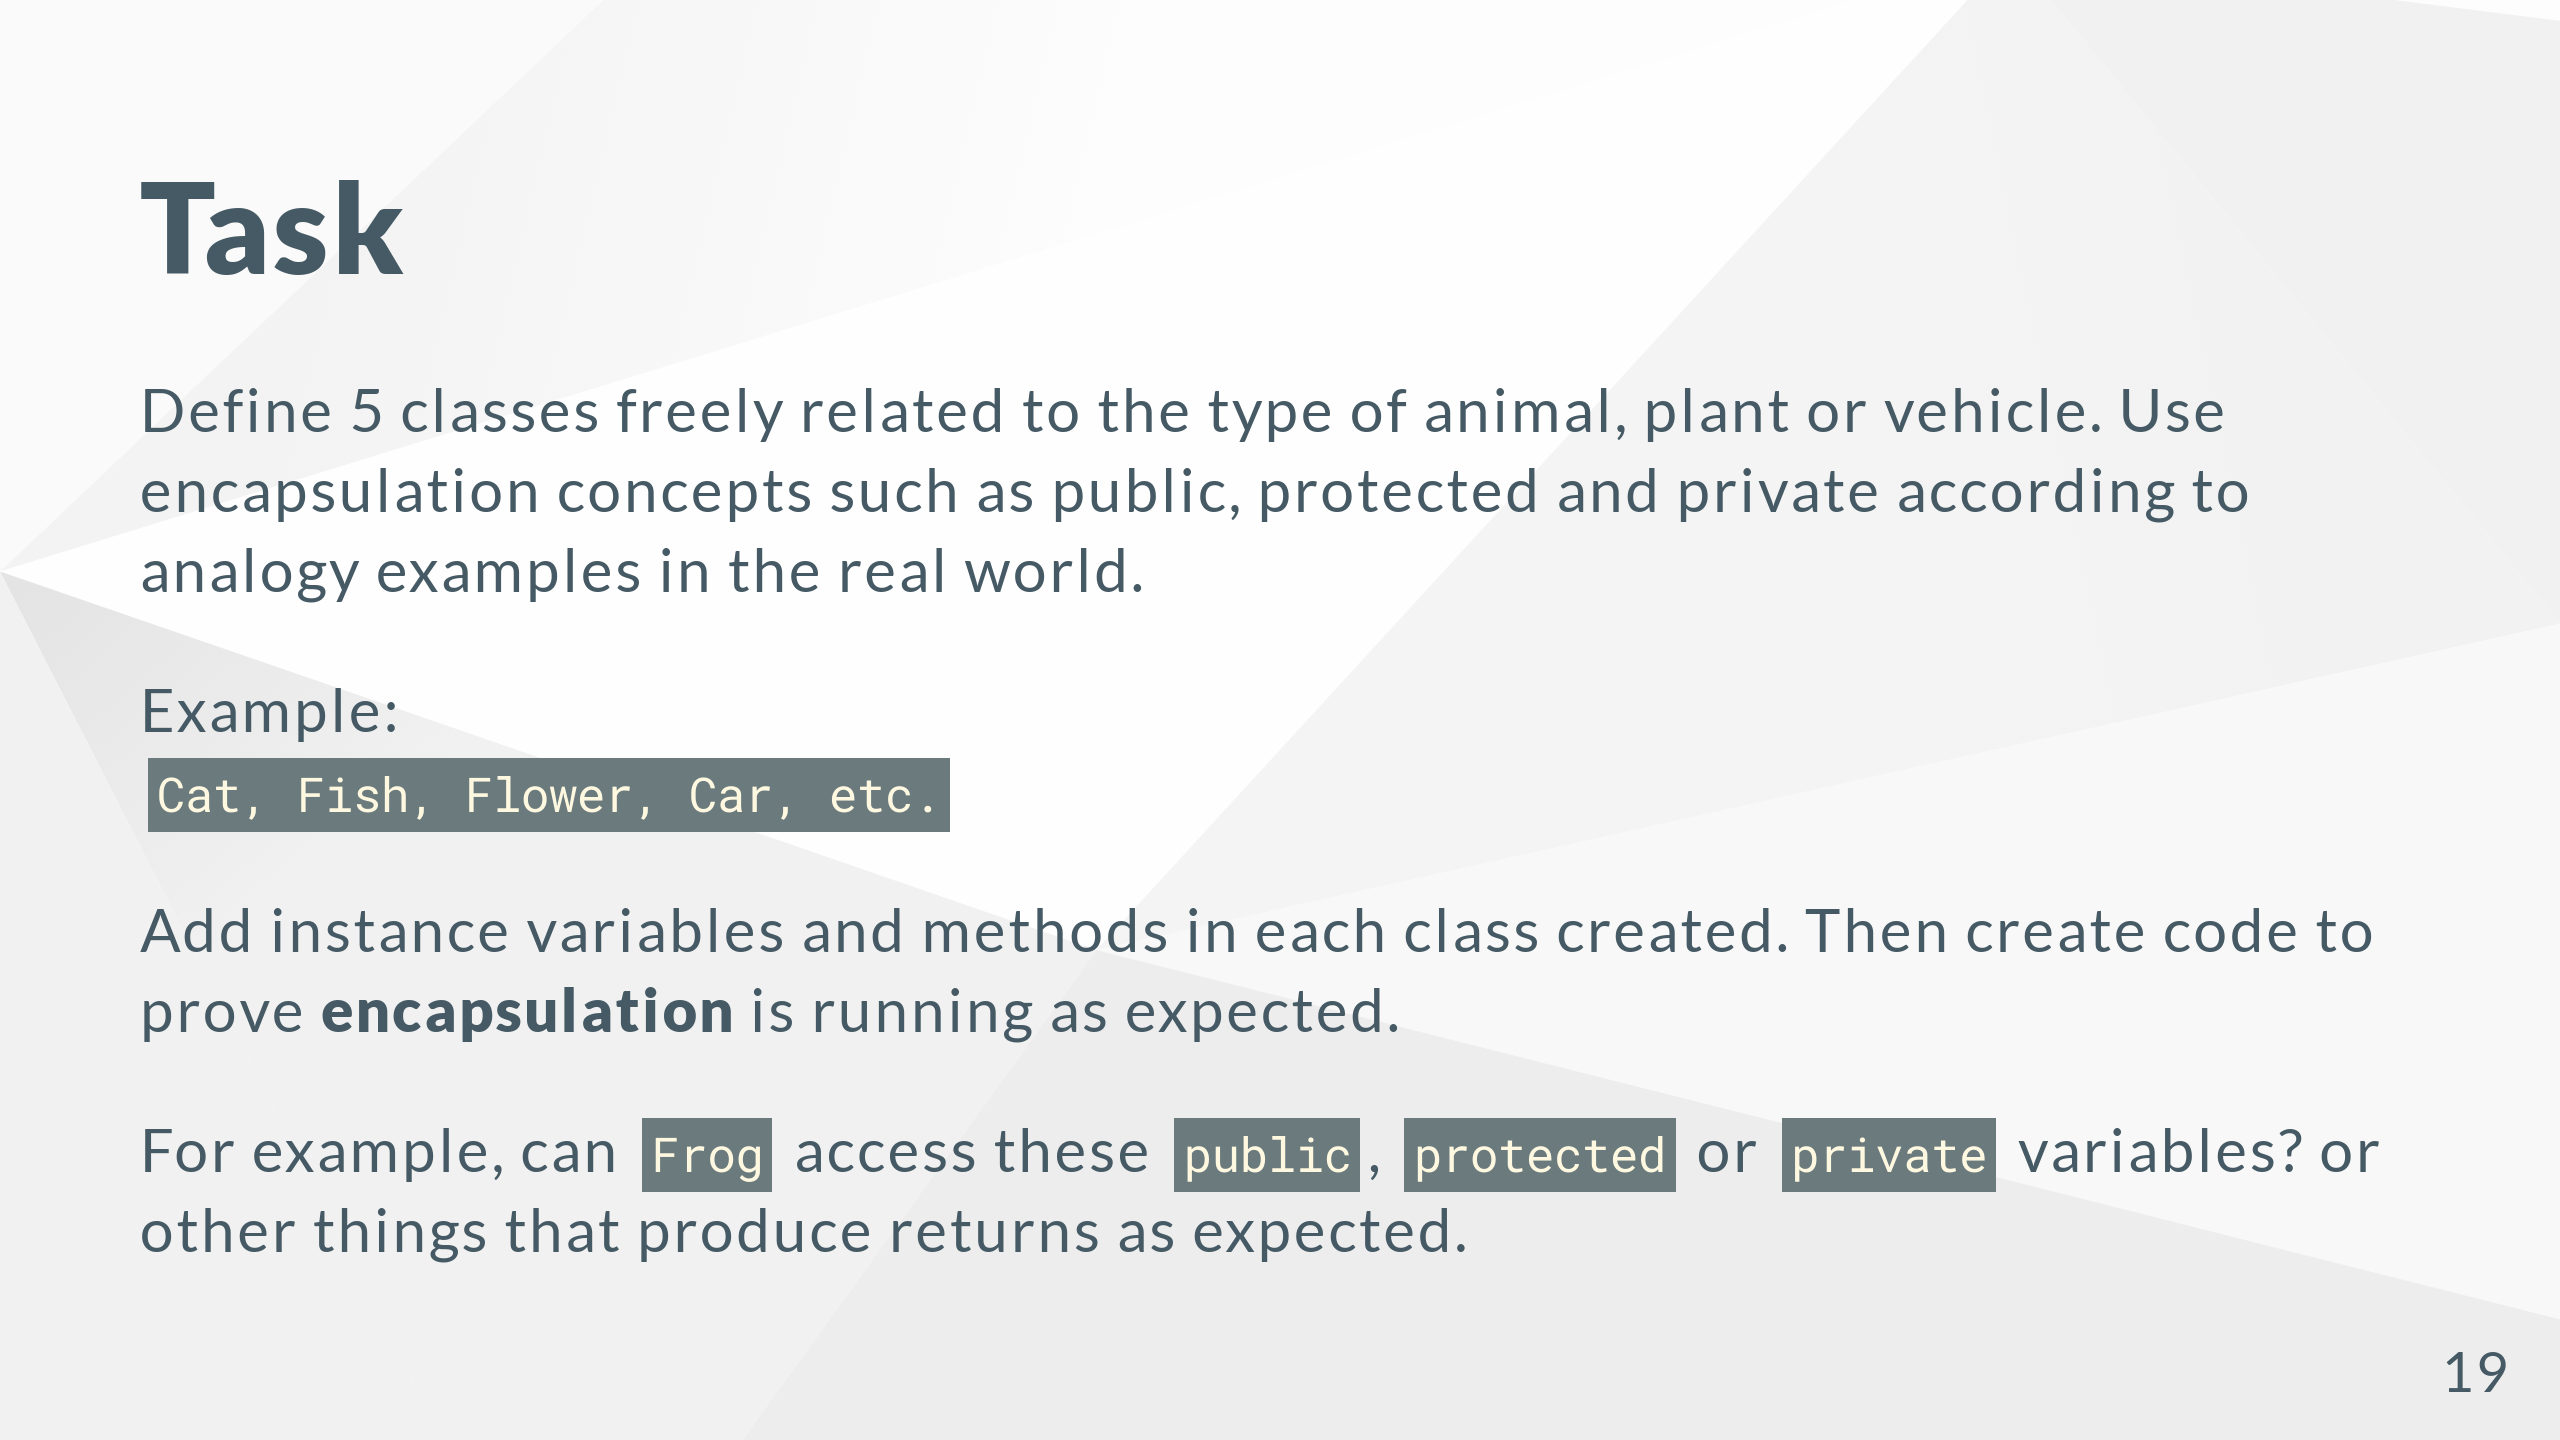 Task
Define 5 classes freely related to the type of animal, plant or vehicle. Use
encapsulation concepts such as public, protected and private according to
analogy examples in the real world.
Example:
Cat, Fish, Flower, Car, etc.
Add instance variables and methods in each class created. Then create code to
prove encapsulation is running as expected.
For example, can Frog access these public, protected or private variables? or
other things that produce returns as expected.
19